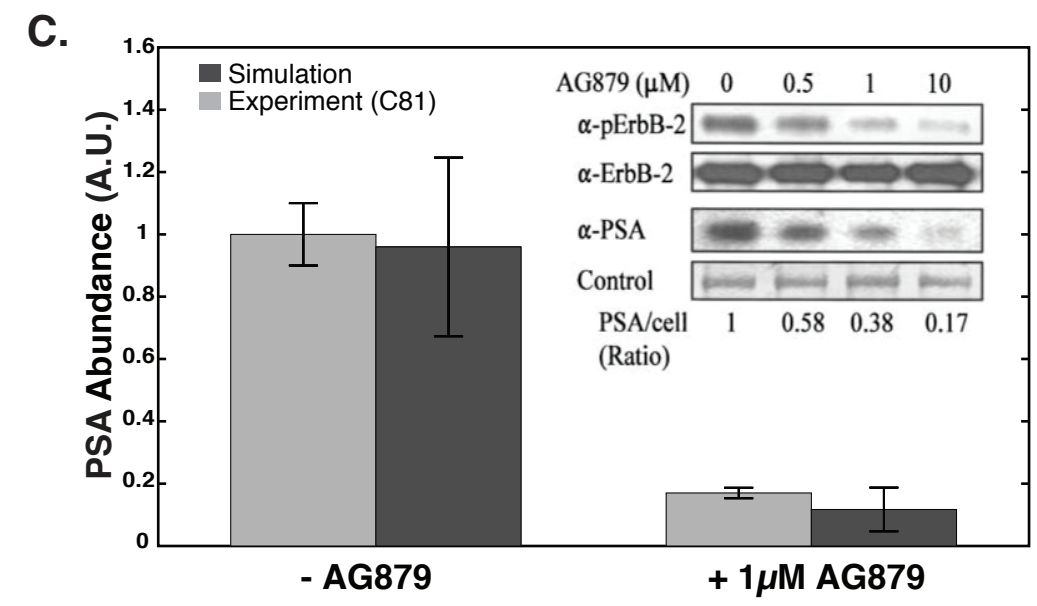 C.
PSA Abundance (A.U.)
1.6
1.4
1.2
1
0.8
0.6
0.4
0.2
0
Simulation
Experiment (C81)
AG879 (µM) 0 0.5 1 10
α-pErbB-2
α-ErbB-2
α-PSA
Control
PSA/cell 1 0.58 0.38 0.17
(Ratio)
- AG879 + 1µM AG879